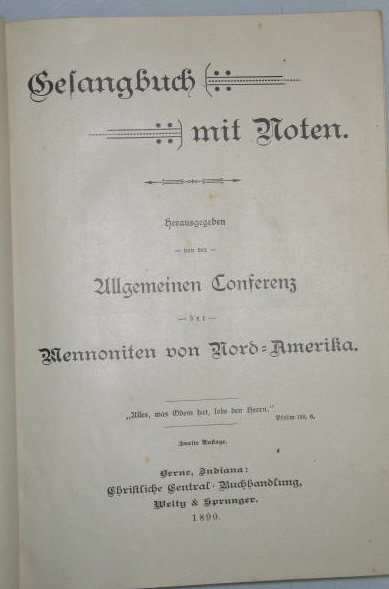 Gesangbuch
mit Noten.
Herausgegeben
— von der —
Allgemeinen Conferenz
— der —
Mennoniten von Nord-Amerika.
„Alles, was Odem hat, lobe den Herrn."
Psalm 150, 6.
Zweite Auflage.
Berne, Indiana:
Christliche Central-Buchhandlung,
Welty & Sprunger.
1890.